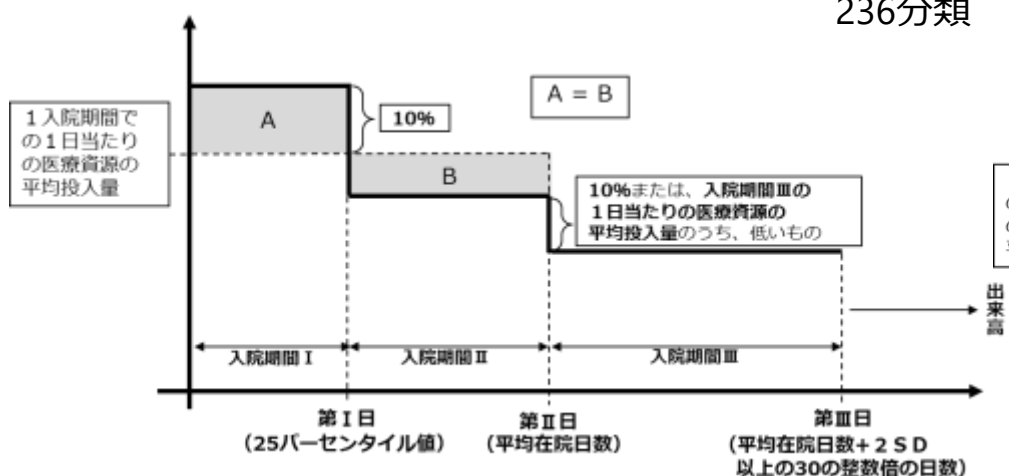 236分類
1入院期間で
の1日当たり
の医療資源の
平均投入量
A
10%
A = B
B
10%または、入院期間Ⅲの
1日当たりの医療資源の
平均投入量のうち、低いもの
出来高
入院期間Ⅰ
入院期間Ⅱ
入院期間Ⅲ
第Ⅰ日
(25パーセンタイル値)
第Ⅱ日
(平均在院日数)
第Ⅲ日
(平均在院日数+2SD
以上の30の整数倍の日数)